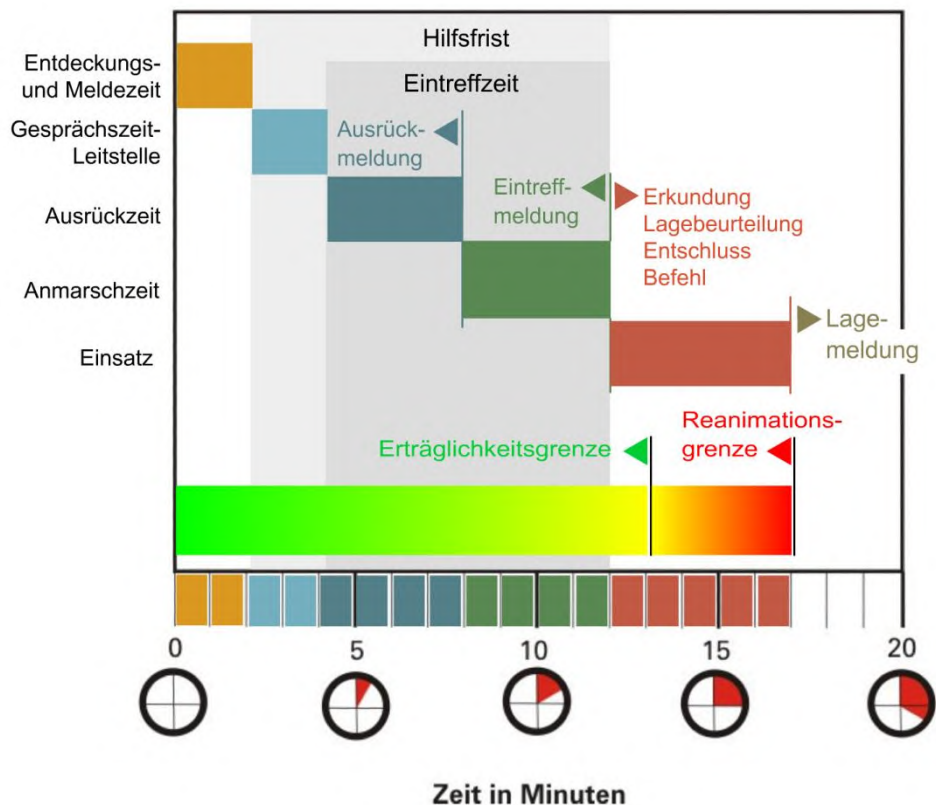 Hilfsfrist
Eintreffzeit
Entdeckungs-
und Meldezeit
Gesprächszeit-
Leitstelle
Ausrückzeit
Anmarschzeit
Einsatz
Ausrück-
meldung
Eintreff-
meldung
Erkundung
Lagebeurteilung
Entschluss
Befehl
Lage-
meldung
Erträglichkeitsgrenze
Reanimations-
grenze
0 5 10 15 20
Zeit in Minuten